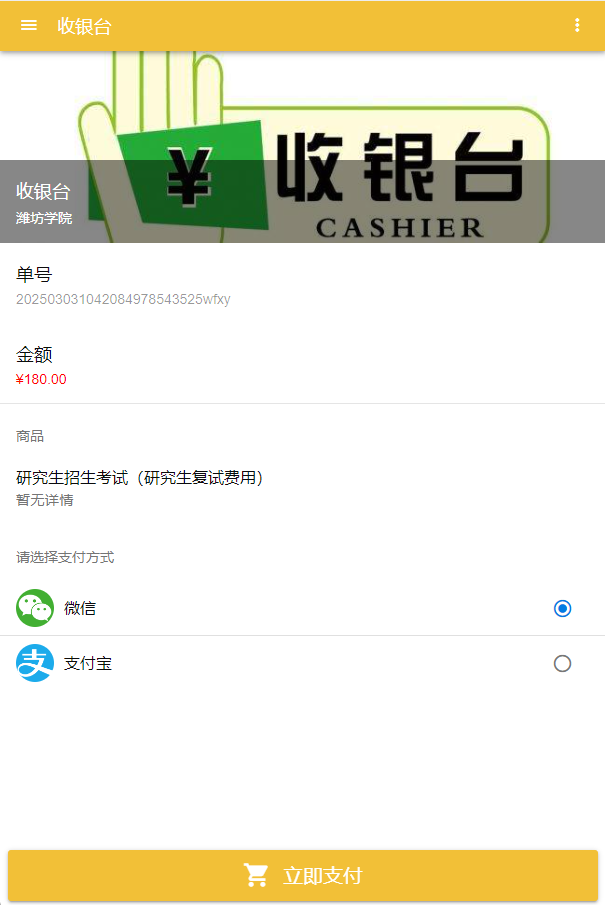 收银台
¥ 收银台
CASHIER
收银台
潍坊学院
单号
202503031042084978543525wfxy
金额
¥180.00
商品
研究生招生考试（研究生复试费用）
暂无详情
请选择支付方式
微信
支 支付宝
立即支付